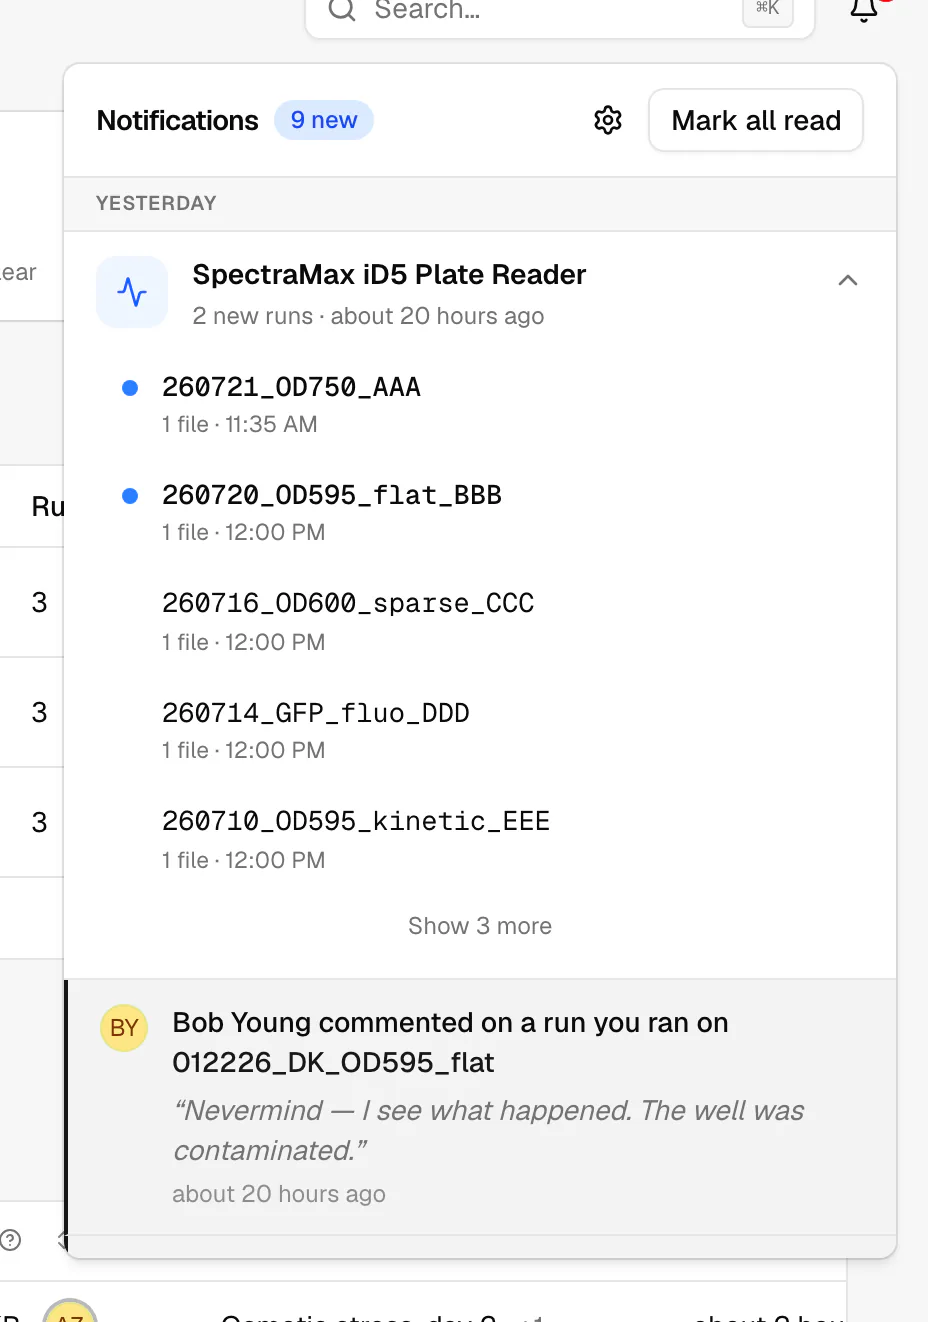 Search...
⌘K
Notifications
9 new
Mark all read
YESTERDAY
ear
SpectraMax iD5 Plate Reader
2 new runs · about 20 hours ago
260721_OD750_AAA
1 file · 11:35 AM
260720_OD595_flat_BBB
1 file · 12:00 PM
Ru
3
260716_OD600_sparse_CCC
1 file · 12:00 PM
3
260714_GFP_fluo_DDD
1 file · 12:00 PM
3
260710_OD595_kinetic_EEE
1 file · 12:00 PM
Show 3 more
BY
Bob Young commented on a run you ran on
012226_DK_OD595_flat
“Nevermind — I see what happened. The well was
contaminated.”
about 20 hours ago